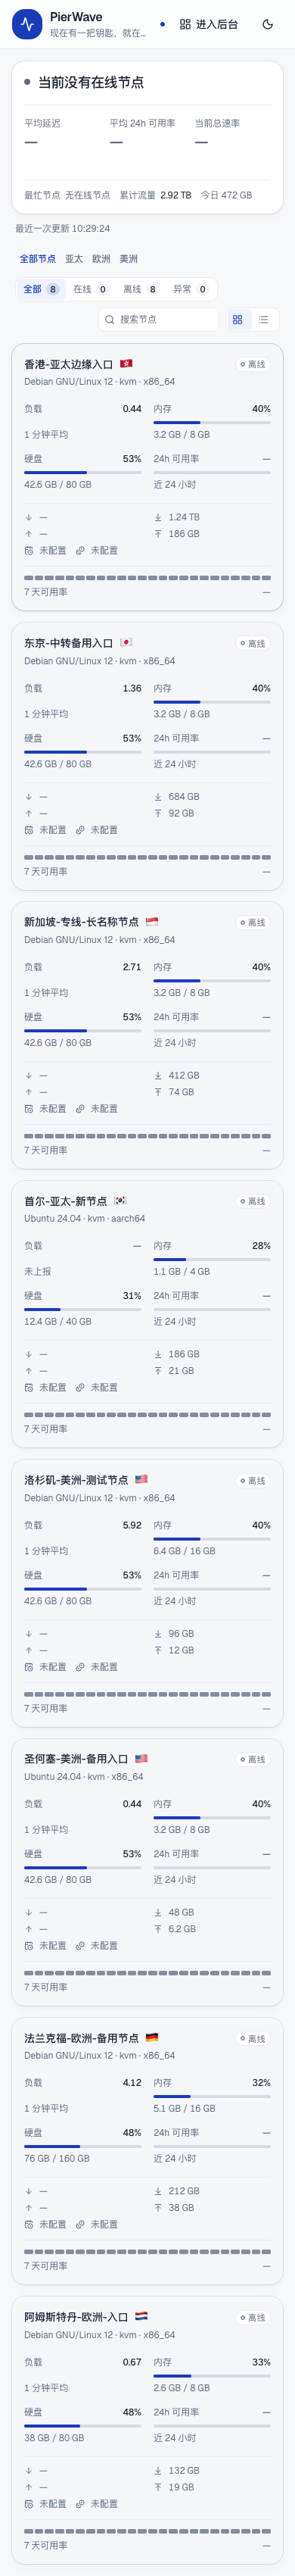 PierWave
现在有一把钥匙，就在...
进入后台
当前没有在线节点
平均延迟 平均 24h 可用率 当前总速率
— — —
最忙节点 无在线节点 累计流量 2.92 TB 今日 472 GB
最近一次更新 10:29:24
全部节点 亚太 欧洲 美洲
全部 8 在线 0 离线 8 异常 0
搜索节点
香港-亚太边缘入口 离线
Debian GNU/Linux 12 · kvm · x86_64
负载 0.44 内存 40%
1 分钟平均 3.2 GB / 8 GB
硬盘 53% 24h 可用率 —
42.6 GB / 80 GB 近 24 小时
↓ — 1.24 TB
↑ — 186 GB
未配置 未配置
7 天可用率 —
东京-中转备用入口 离线
Debian GNU/Linux 12 · kvm · x86_64
负载 1.36 内存 40%
1 分钟平均 3.2 GB / 8 GB
硬盘 53% 24h 可用率 —
42.6 GB / 80 GB 近 24 小时
↓ — 684 GB
↑ — 92 GB
未配置 未配置
7 天可用率 —
新加坡-专线-长名称节点 离线
Debian GNU/Linux 12 · kvm · x86_64
负载 2.71 内存 40%
1 分钟平均 3.2 GB / 8 GB
硬盘 53% 24h 可用率 —
42.6 GB / 80 GB 近 24 小时
↓ — 412 GB
↑ — 74 GB
未配置 未配置
7 天可用率 —
首尔-亚太-新节点 离线
Ubuntu 24.04 · kvm · aarch64
负载 — 内存 28%
未上报 1.1 GB / 4 GB
硬盘 31% 24h 可用率 —
12.4 GB / 40 GB 近 24 小时
↓ — 186 GB
↑ — 21 GB
未配置 未配置
7 天可用率 —
洛杉矶-美洲-测试节点 离线
Debian GNU/Linux 12 · kvm · x86_64
负载 5.92 内存 40%
1 分钟平均 6.4 GB / 16 GB
硬盘 53% 24h 可用率 —
42.6 GB / 80 GB 近 24 小时
↓ — 96 GB
↑ — 12 GB
未配置 未配置
7 天可用率 —
圣何塞-美洲-备用入口 离线
Ubuntu 24.04 · kvm · x86_64
负载 0.44 内存 40%
1 分钟平均 3.2 GB / 8 GB
硬盘 53% 24h 可用率 —
42.6 GB / 80 GB 近 24 小时
↓ — 48 GB
↑ — 6.2 GB
未配置 未配置
7 天可用率 —
法兰克福-欧洲-备用节点 离线
Debian GNU/Linux 12 · kvm · x86_64
负载 4.12 内存 32%
1 分钟平均 5.1 GB / 16 GB
硬盘 48% 24h 可用率 —
76 GB / 160 GB 近 24 小时
↓ — 212 GB
↑ — 38 GB
未配置 未配置
7 天可用率 —
阿姆斯特丹-欧洲-入口 离线
Debian GNU/Linux 12 · kvm · x86_64
负载 0.67 内存 33%
1 分钟平均 2.6 GB / 8 GB
硬盘 48% 24h 可用率 —
38 GB / 80 GB 近 24 小时
↓ — 132 GB
↑ — 19 GB
未配置 未配置
7 天可用率 —